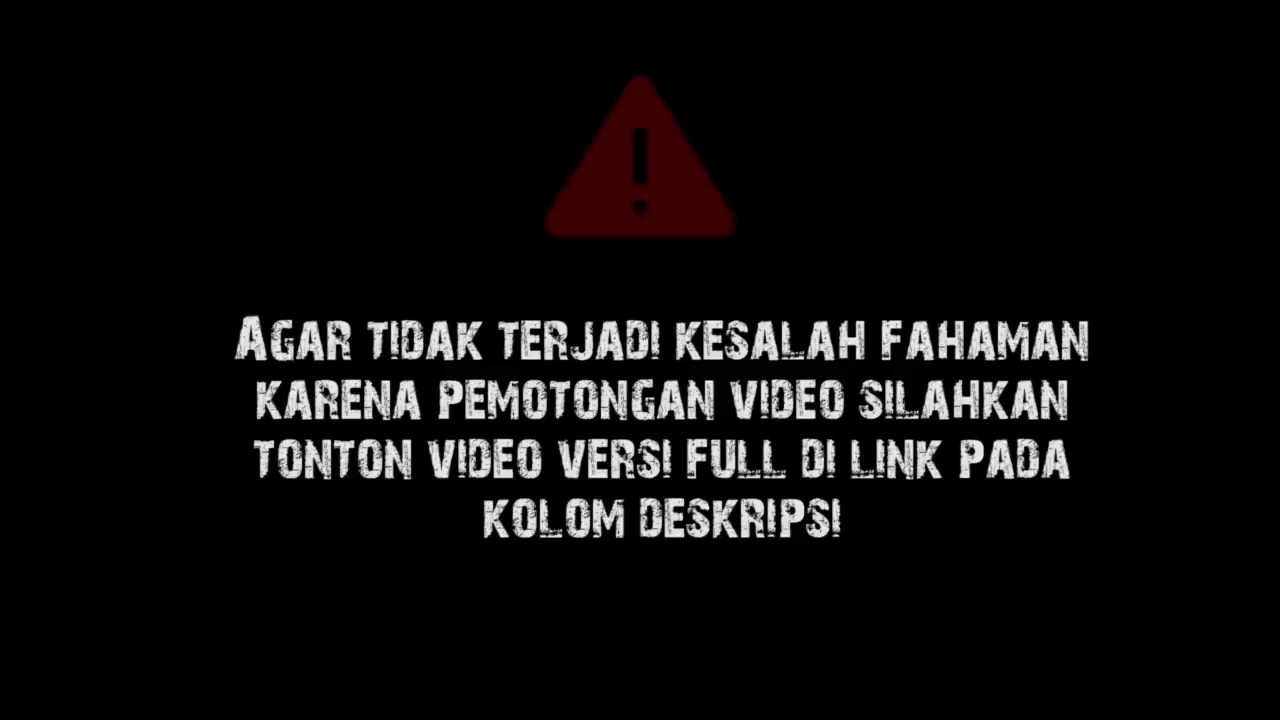 Agar tidak terjadi kesalah fahaman
karena pemotongan video silahkan
tonton video versi full di link pada
kolom deskripsi